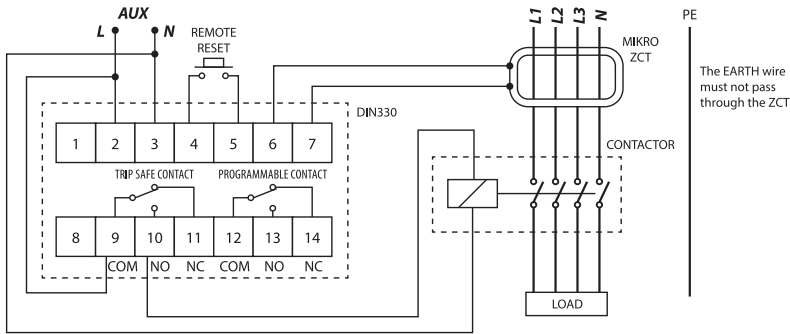 AUX
L N
REMOTE
RESET
L1 L2 L3 N
PE
MIKRO
ZCT
The EARTH wire
must not pass
through the ZCT
DIN330
1 2 3 4 5 6 7
TRIP SAFE CONTACT
PROGRAMMABLE CONTACT
CONTACTOR
8 9 10 11 12 13 14
COM NO NC COM NO NC
LOAD